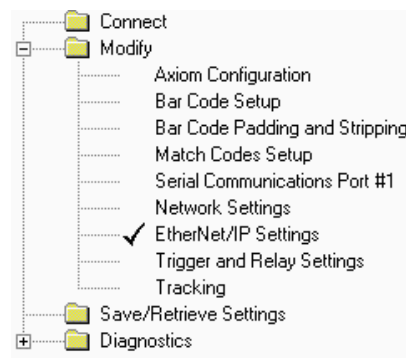 Connect
Modify
Axiom Configuration
Bar Code Setup
Bar Code Padding and Stripping
Match Codes Setup
Serial Communications Port #1
Network Settings
EtherNet/IP Settings
Trigger and Relay Settings
Tracking
Save/Retrieve Settings
Diagnostics